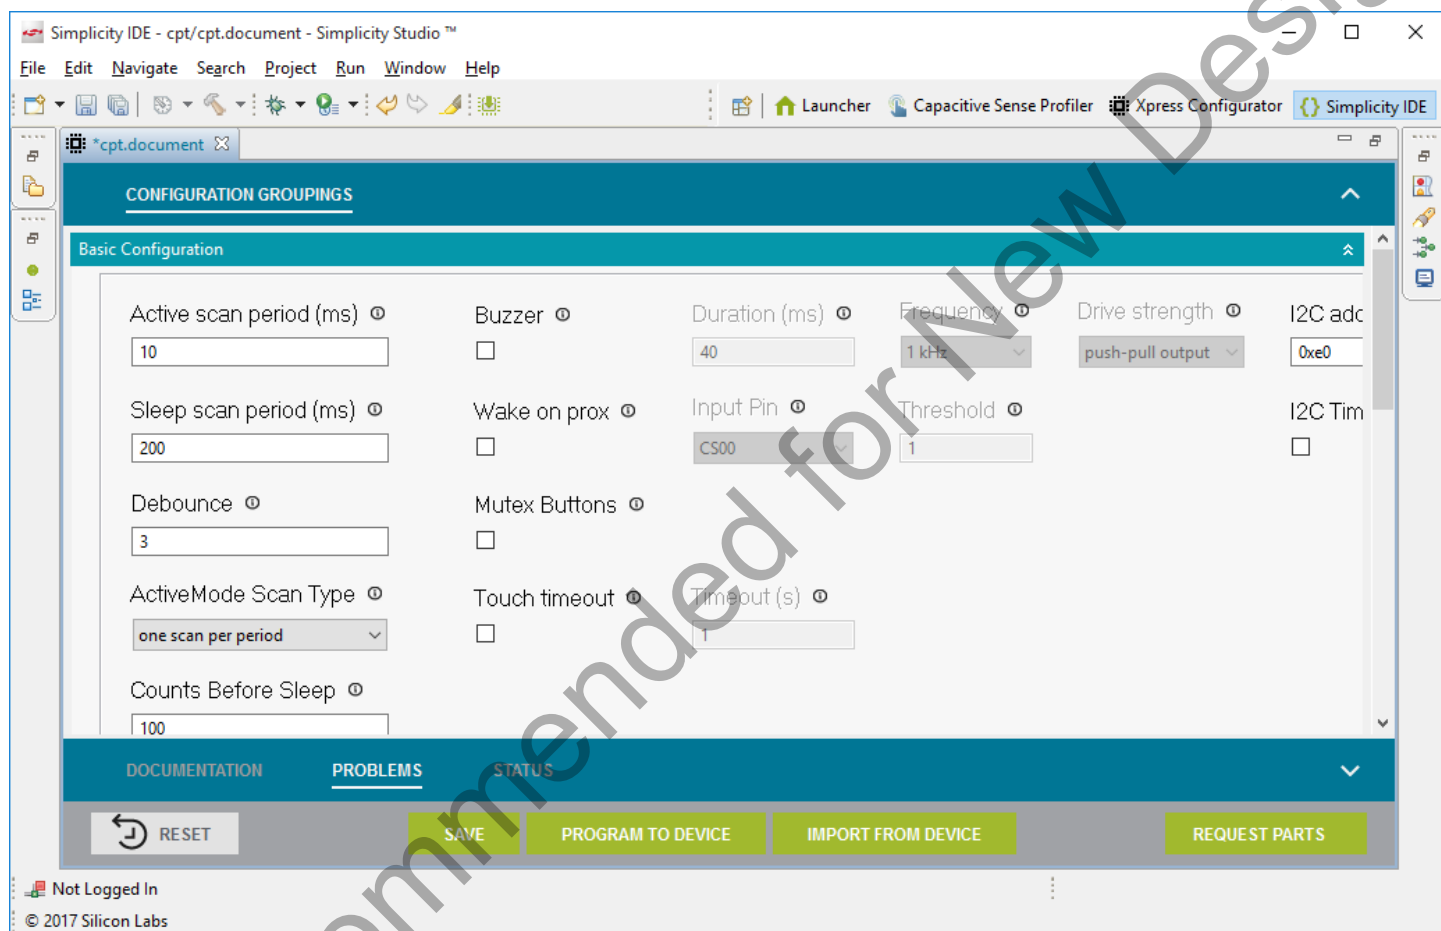 Simplicity IDE - cpt/cpt.document - Simplicity Studio ™
File Edit Navigate Search Project Run Window Help
Launcher Capacitive Sense Profiler Xpress Configurator {} Simplicity IDE
*cpt.document
CONFIGURATION GROUPINGS
Basic Configuration
Active scan period (ms) Buzzer Duration (ms) Frequency Drive strength I2C add
10 40 1 kHz push-pull output 0xe0
Sleep scan period (ms) Wake on prox Input Pin Threshold I2C Tim
200 CS00 1
Debounce Mutex Buttons
3
ActiveMode Scan Type Touch timeout Timeout (s)
one scan per period 1
Counts Before Sleep
100
DOCUMENTATION PROBLEMS STATUS
RESET SAVE PROGRAM TO DEVICE IMPORT FROM DEVICE REQUEST PARTS
Not Logged In
© 2017 Silicon Labs
ommended for New Desig